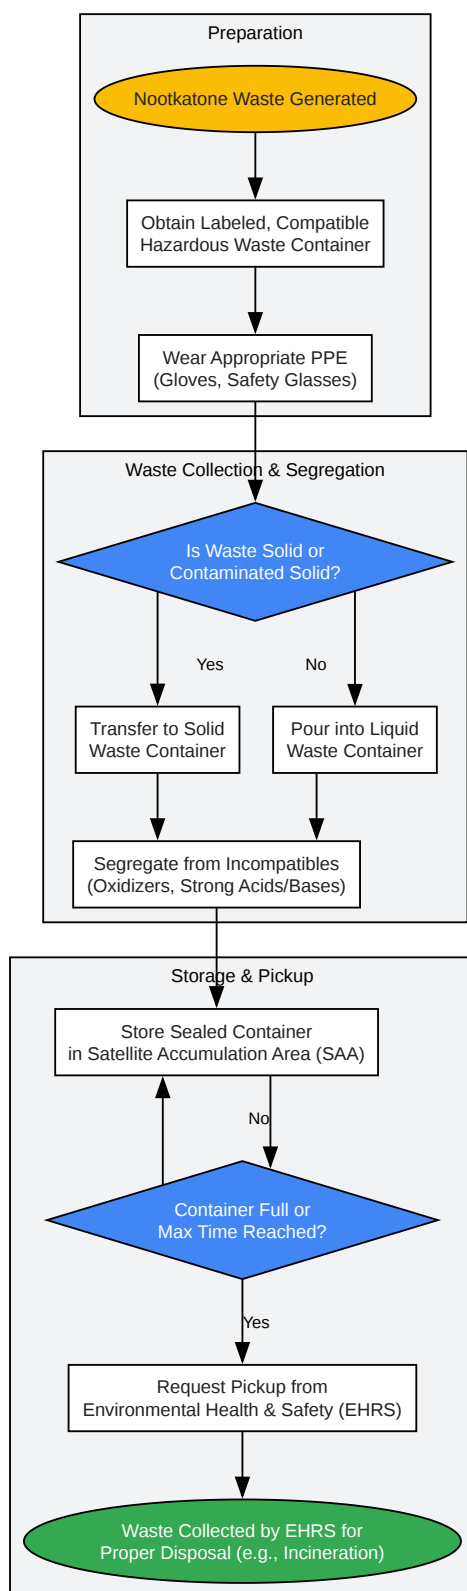 Preparation
Nootkatone Waste Generated
Obtain Labeled, Compatible
Hazardous Waste Container
Wear Appropriate PPE
(Gloves, Safety Glasses)
Waste Collection & Segregation
Is Waste Solid or
Contaminated Solid?
Yes
No
Transfer to Solid
Waste Container
Pour into Liquid
Waste Container
Segregate from Incompatibles
(Oxidizers, Strong Acids/Bases)
Storage & Pickup
Store Sealed Container
in Satellite Accumulation Area (SAA)
No
Container Full or
Max Time Reached?
Yes
Request Pickup from
Environmental Health & Safety (EHRS)
Waste Collected by EHRS for
Proper Disposal (e.g., Incineration)